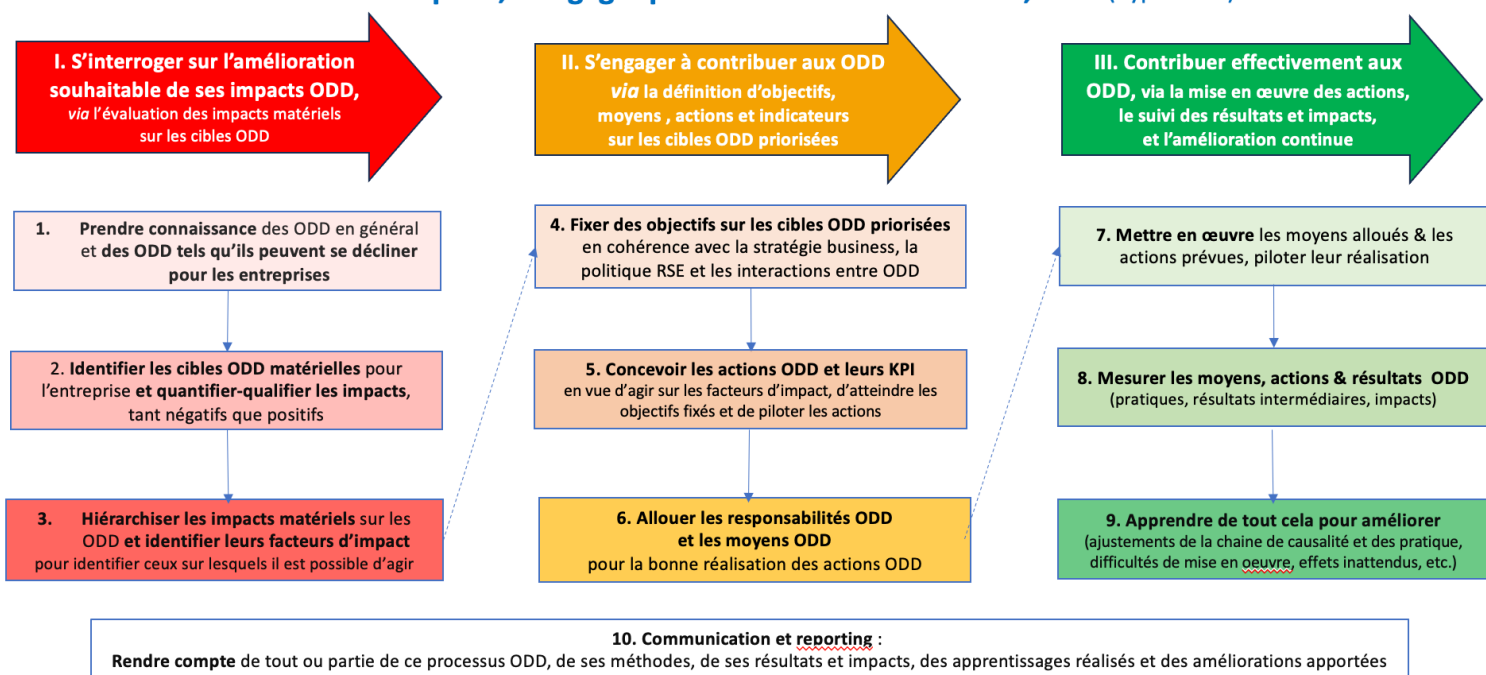 I. S'interroger sur l'amélioration
souhaitable de ses impacts ODD,
via l'évaluation des impacts matériels
sur les cibles ODD
II. S'engager à contribuer aux ODD
via la définition d'objectifs,
moyens , actions et indicateurs
sur les cibles ODD priorisées
III. Contribuer effectivement aux
ODD, via la mise en œuvre des actions,
le suivi des résultats et impacts,
et l'amélioration continue
1. Prendre connaissance des ODD en général
et des ODD tels qu'ils peuvent se décliner
pour les entreprises
2. Identifier les cibles ODD matérielles pour
l'entreprise et quantifier-qualifier les impacts,
tant négatifs que positifs
3. Hiérarchiser les impacts matériels sur les
ODD et identifier leurs facteurs d'impact
pour identifier ceux sur lesquels il est possible d'agir
4. Fixer des objectifs sur les cibles ODD priorisées
en cohérence avec la stratégie business, la
politique RSE et les interactions entre ODD
5. Concevoir les actions ODD et leurs KPI
en vue d'agir sur les facteurs d'impact, d'atteindre les
objectifs fixés et de piloter les actions
6. Allouer les responsabilités ODD
et les moyens ODD
pour la bonne réalisation des actions ODD
7. Mettre en œuvre les moyens alloués & les
actions prévues, piloter leur réalisation
8. Mesurer les moyens, actions & résultats ODD
(pratiques, résultats intermédiaires, impacts)
9. Apprendre de tout cela pour améliorer
(ajustements de la chaine de causalité et des pratique,
difficultés de mise en oeuvre, effets inattendus, etc.)
10. Communication et reporting :
Rendre compte de tout ou partie de ce processus ODD, de ses méthodes, de ses résultats et impacts, des apprentissages réalisés et des améliorations apportées